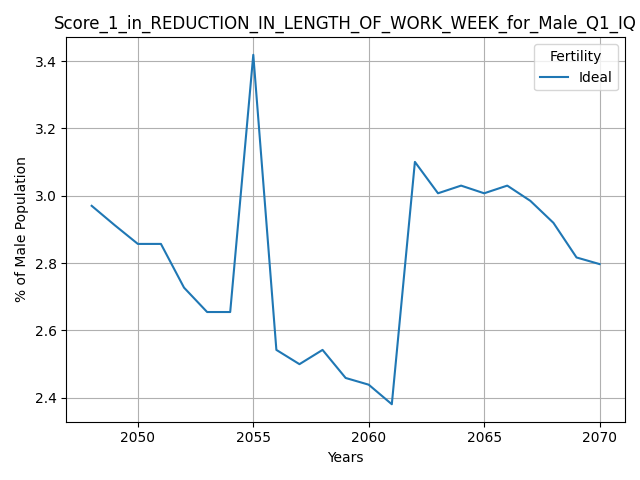 Score_1_in_REDUCTION_IN_LENGTH_OF_WORK_WEEK_for_Male_Q1_IQ
Fertility
Ideal
% of Male Population
3.4
3.2
3.0
2.8
2.6
2.4
2050 2055 2060 2065 2070
Years